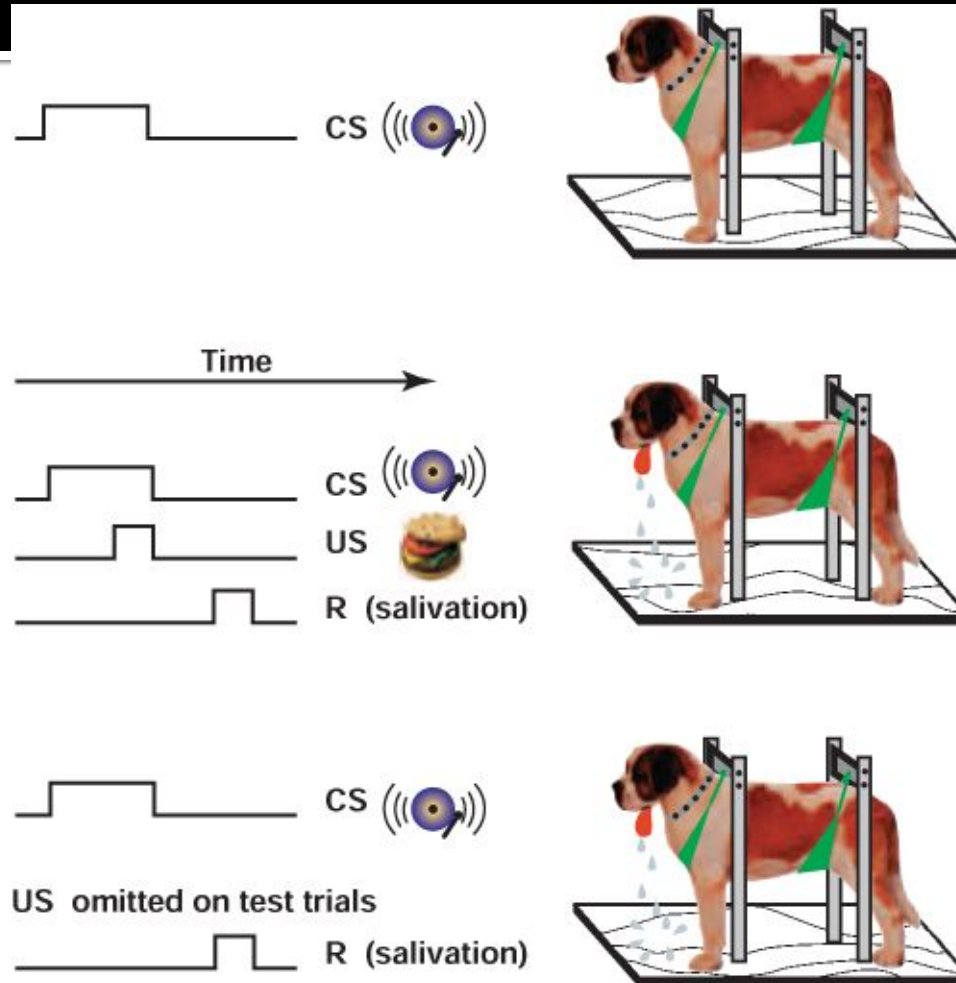 CS
Time
CS
US
R (salivation)
CS
US omitted on test trials
R (salivation)